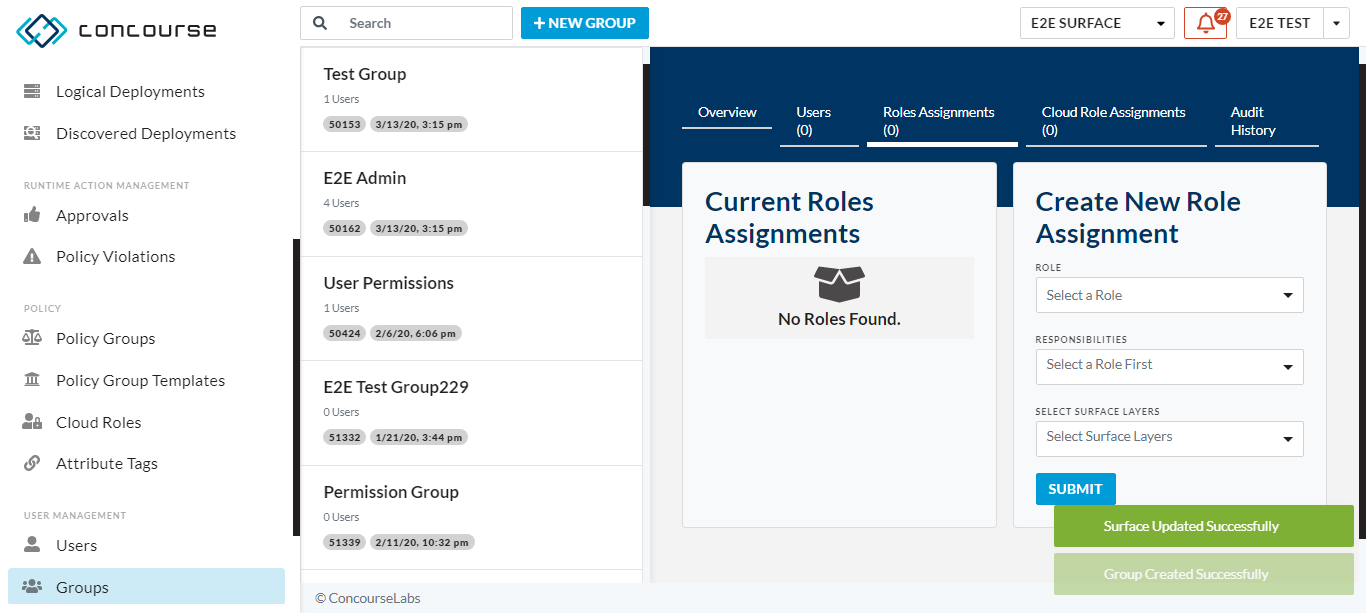 concourse
Search
+ NEW GROUP
E2E SURFACE
27
E2E TEST
Logical Deployments
Discovered Deployments
RUNTIME ACTION MANAGEMENT
Approvals
Policy Violations
POLICY
Policy Groups
Policy Group Templates
Cloud Roles
Attribute Tags
USER MANAGEMENT
Users
Groups
Test Group
1 Users
50153 3/13/20, 3:15 pm
E2E Admin
4 Users
50162 3/13/20, 3:15 pm
User Permissions
1 Users
50424 2/6/20, 6:06 pm
E2E Test Group229
0 Users
51332 1/21/20, 3:44 pm
Permission Group
0 Users
51339 2/11/20, 10:32 pm
© ConcourseLabs
Overview
Users
(0)
Roles Assignments
(0)
Cloud Role Assignments
(0)
Audit
History
Current Roles
Assignments
No Roles Found.
Create New Role
Assignment
ROLE
Select a Role
RESPONSIBILITIES
Select a Role First
SELECT SURFACE LAYERS
Select Surface Layers
SUBMIT
Surface Updated Successfully
Group Created Successfully